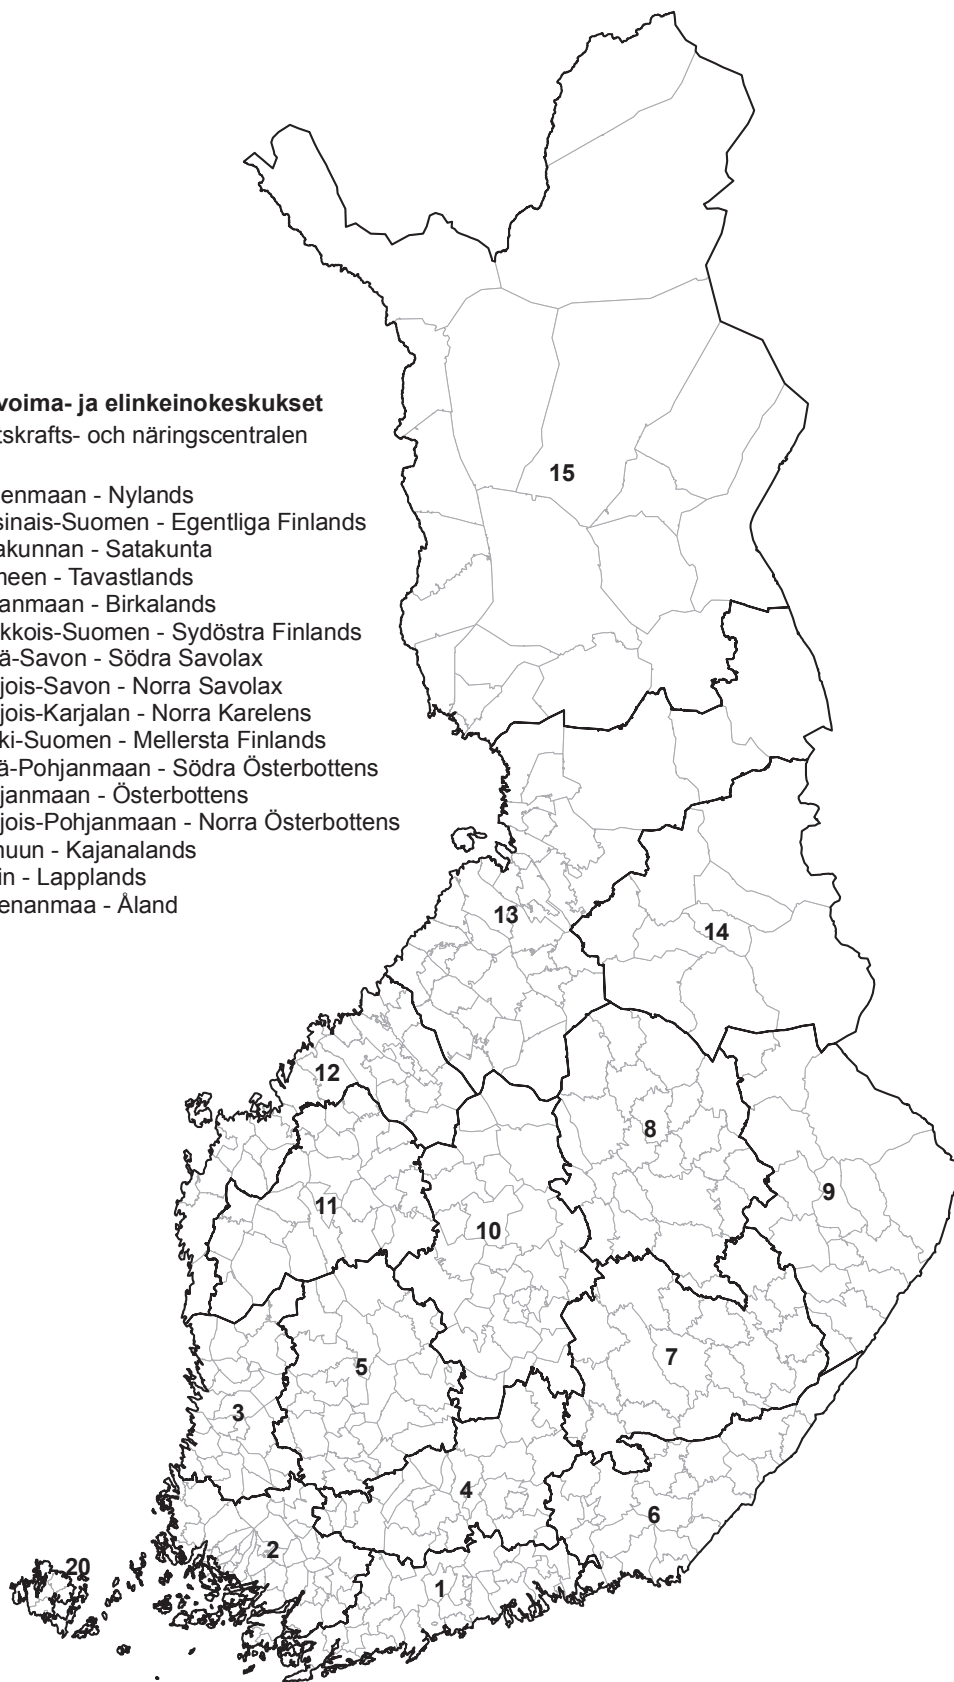 voima- ja elinkeinokeskukset
tskrafts- och näringscentralen
enmaan - Nylands
sinais-Suomen - Egentliga Finlands
akunnan - Satakunta
meen - Tavastlands
anmaan - Birkalands
kkois-Suomen - Sydöstra Finlands
ä-Savon - Södra Savolax
jois-Savon - Norra Savolax
jois-Karjalan - Norra Karelens
ki-Suomen - Mellersta Finlands
ä-Pohjanmaan - Södra Österbottens
janmaan - Österbottens
jois-Pohjanmaan - Norra Österbottens
nuun - Kajanalands
in - Lapplands
enanmaa - Åland
15
13
14
12
8
9
11
10
7
5
3
4
6
2
20
1